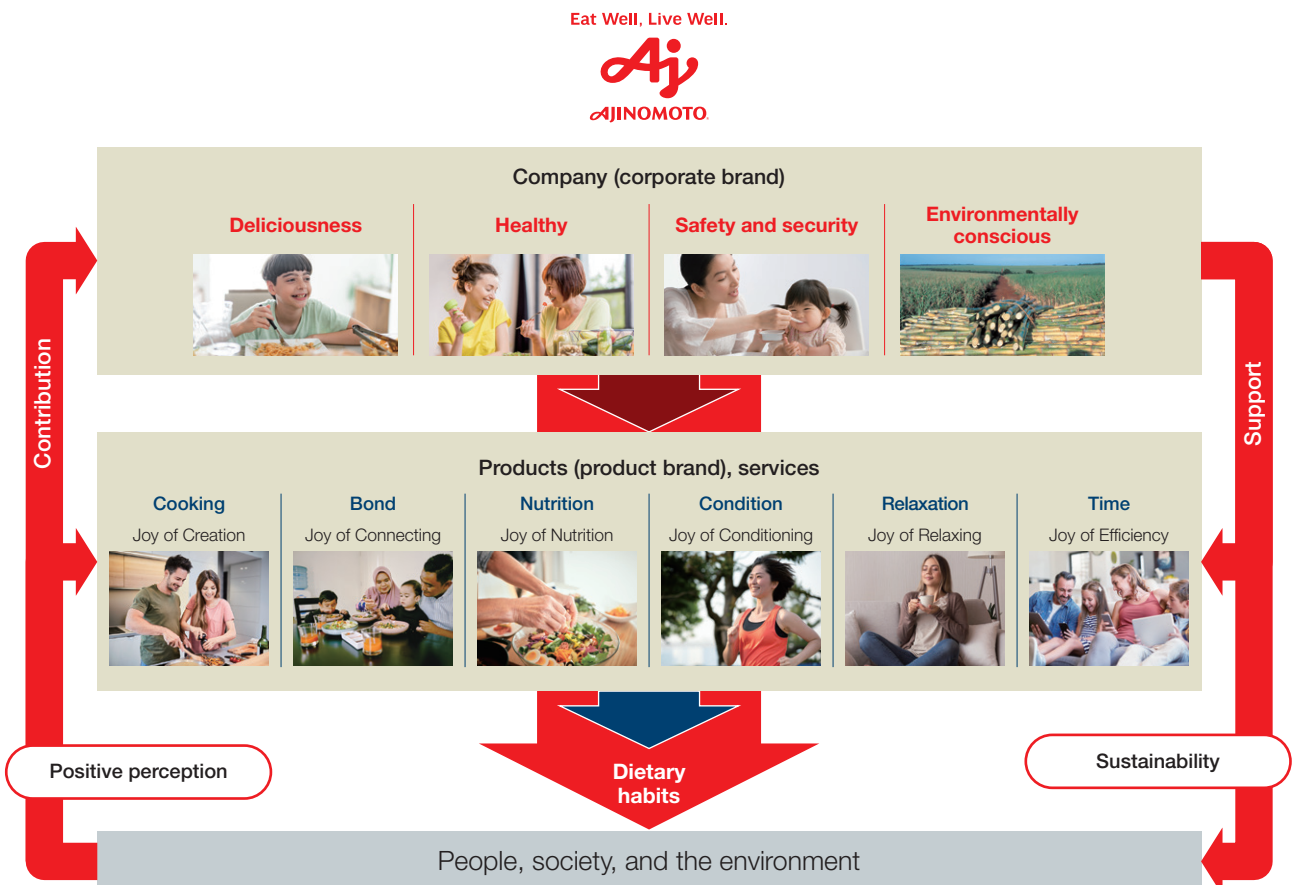 Eat Well, Live Well.
Aj
AJINOMOTO
Company (corporate brand)
Deliciousness
Healthy
Safety and security
Environmentally
conscious
Contribution
Support
Products (product brand), services
Cooking
Joy of Creation
Bond
Joy of Connecting
Nutrition
Joy of Nutrition
Condition
Joy of Conditioning
Relaxation
Joy of Relaxing
Time
Joy of Efficiency
Positive perception
Dietary
habits
Sustainability
People, society, and the environment